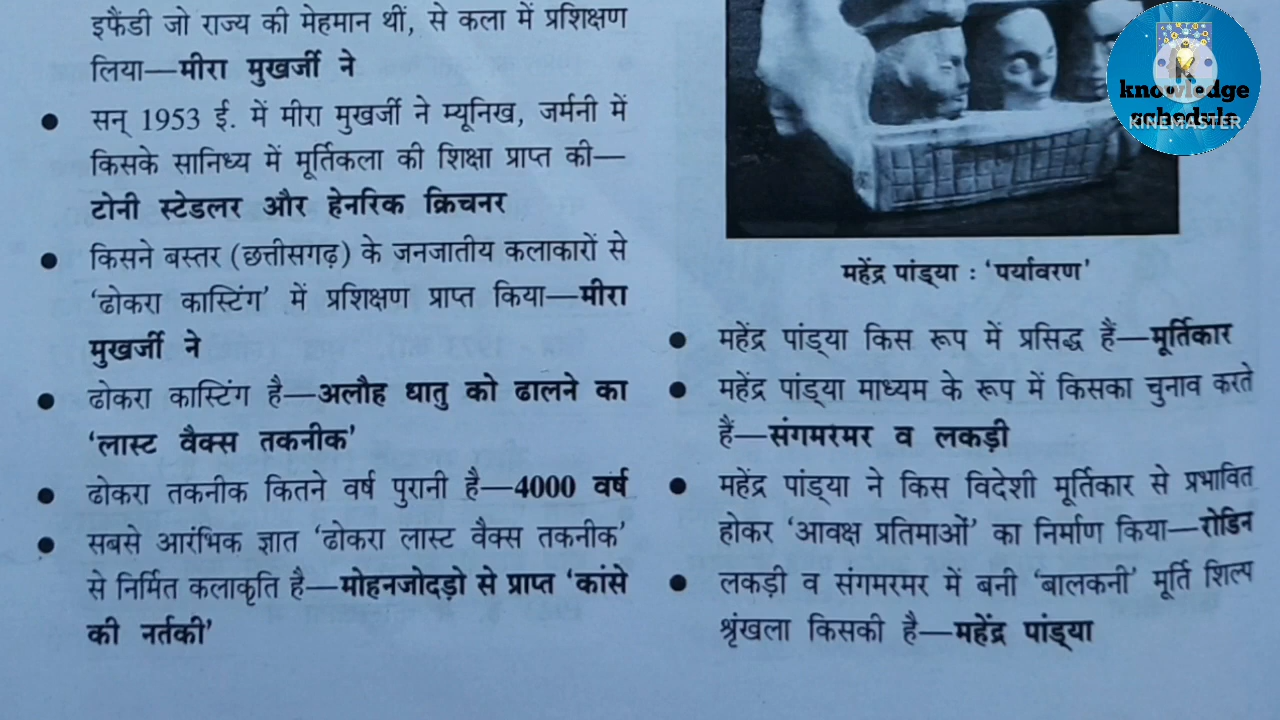 इफैंडी जो राज्य की मेहमान थीं, से कला में प्रशिक्षण
लिया—मीरा मुखर्जी ने
● सन् 1953 ई. में मीरा मुखर्जी ने म्यूनिख, जर्मनी में
किसके सानिध्य में मूर्तिकला की शिक्षा प्राप्त की—
टोनी स्टेडलर और हेनरिक क्रिचनर
● किसने बस्तर (छत्तीसगढ़) के जनजातीय कलाकारों से
‘ढोकरा कास्टिंग’ में प्रशिक्षण प्राप्त किया—मीरा
मुखर्जी ने
● ढोकरा कास्टिंग है—अलौह धातु को ढालने का
‘लास्ट वैक्स तकनीक’
● ढोकरा तकनीक कितने वर्ष पुरानी है—4000 वर्ष
● सबसे आरंभिक ज्ञात ‘ढोकरा लास्ट वैक्स तकनीक’
से निर्मित कलाकृति है—मोहनजोदड़ो से प्राप्त ‘कांसे
की नर्तकी’
knowledge
schedule
KINEMASTER
महेंद्र पांड्या : ‘पर्यावरण’
● महेंद्र पांड्या किस रूप में प्रसिद्ध हैं—मूर्तिकार
● महेंद्र पांड्या माध्यम के रूप में किसका चुनाव करते
हैं—संगमरमर व लकड़ी
● महेंद्र पांड्या ने किस विदेशी मूर्तिकार से प्रभावित
होकर ‘आवक्ष प्रतिमाओं’ का निर्माण किया—रोडिन
● लकड़ी व संगमरमर में बनी ‘बालकनी’ मूर्ति शिल्प
श्रृंखला किसकी है—महेंद्र पांड्या